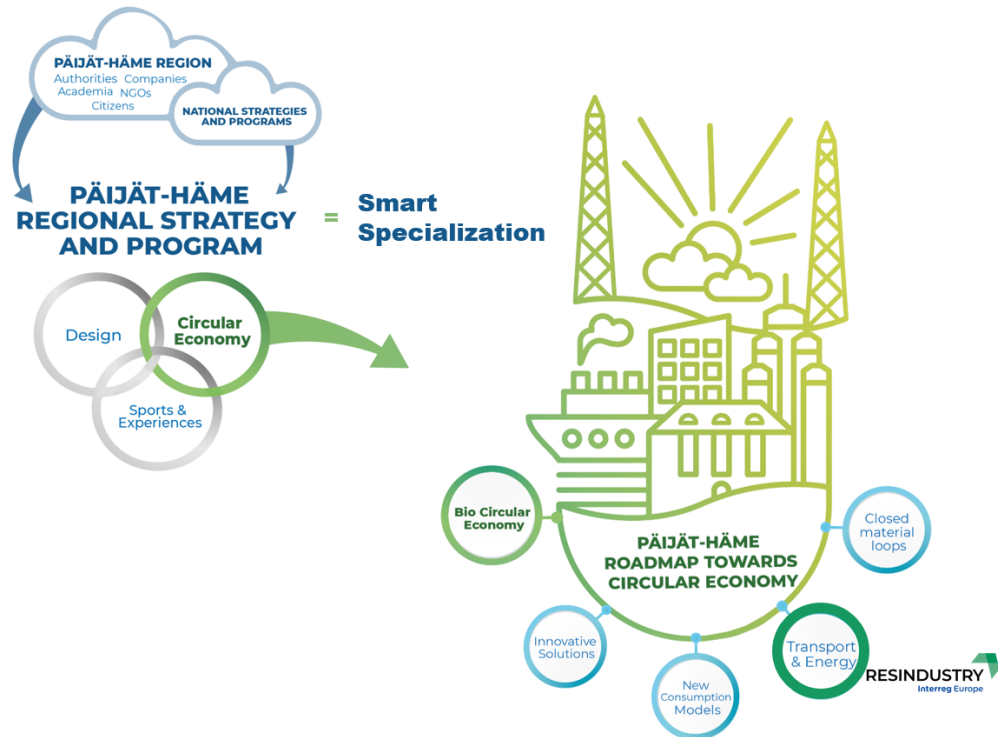 PÄIJÄT-HÄME REGION
Authorities Companies
Academia NGOs
Citizens
NATIONAL STRATEGIES
AND PROGRAMS
PÄIJÄT-HÄME
REGIONAL STRATEGY
AND PROGRAM
=
Smart
Specialization
Design
Circular
Economy
Sports &
Experiences
Bio Circular
Economy
PÄIJÄT-HÄME
ROADMAP TOWARDS
CIRCULAR ECONOMY
Closed
material
loops
Innovative
Solutions
New
Consumption
Models
Transport
& Energy
RESINDUSTRY
Interreg Europe